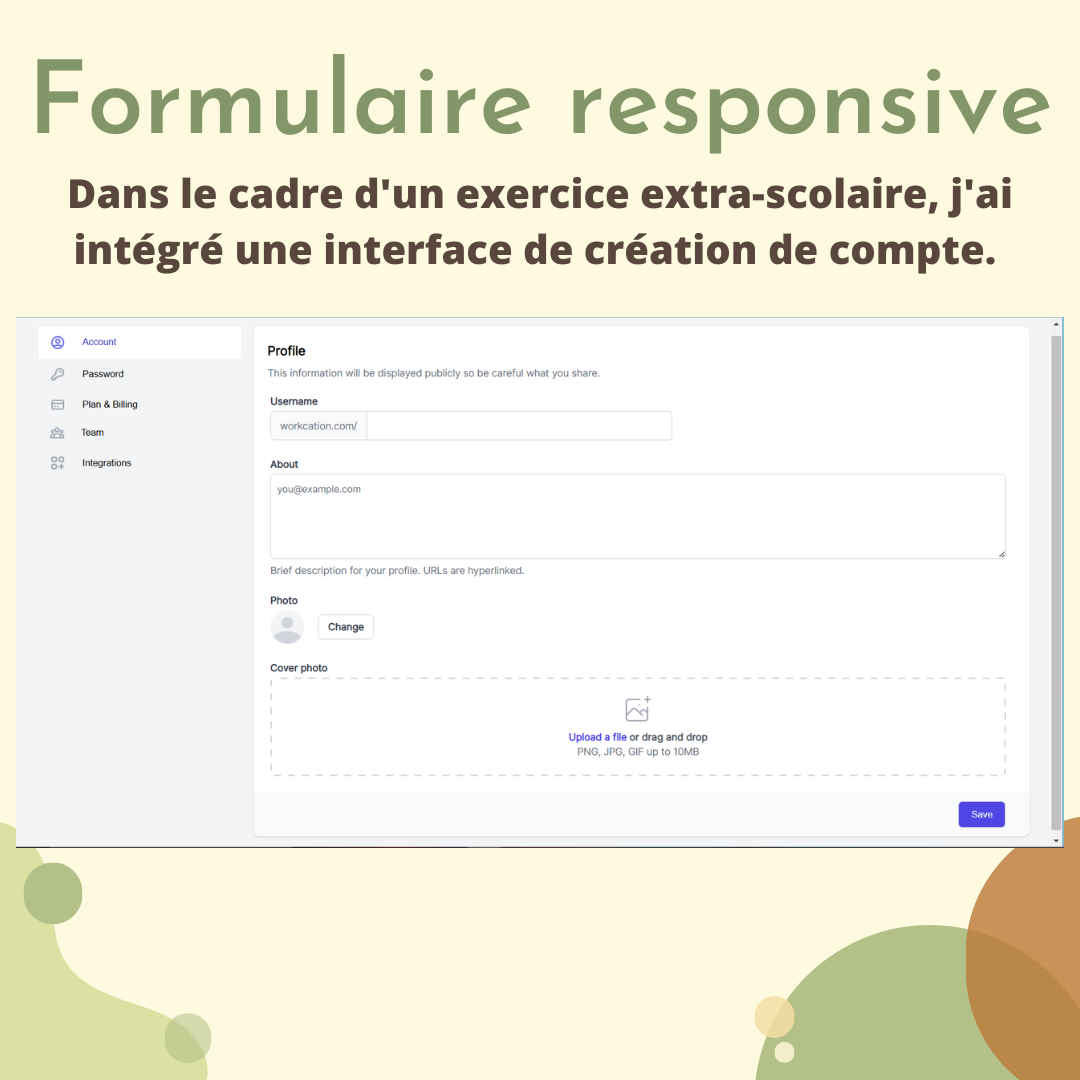 Formulaire responsive
Dans le cadre d'un exercice extra-scolaire, j'ai
intégré une interface de création de compte.
Account
Password
Plan & Billing
Team
Integrations
Profile
This information will be displayed publicly so be careful what you share.
Username
workcation.com/
About
you@example.com
Brief description for your profile. URLs are hyperlinked.
Photo
Change
Cover photo
Upload a file or drag and drop
PNG, JPG, GIF up to 10MB
Save